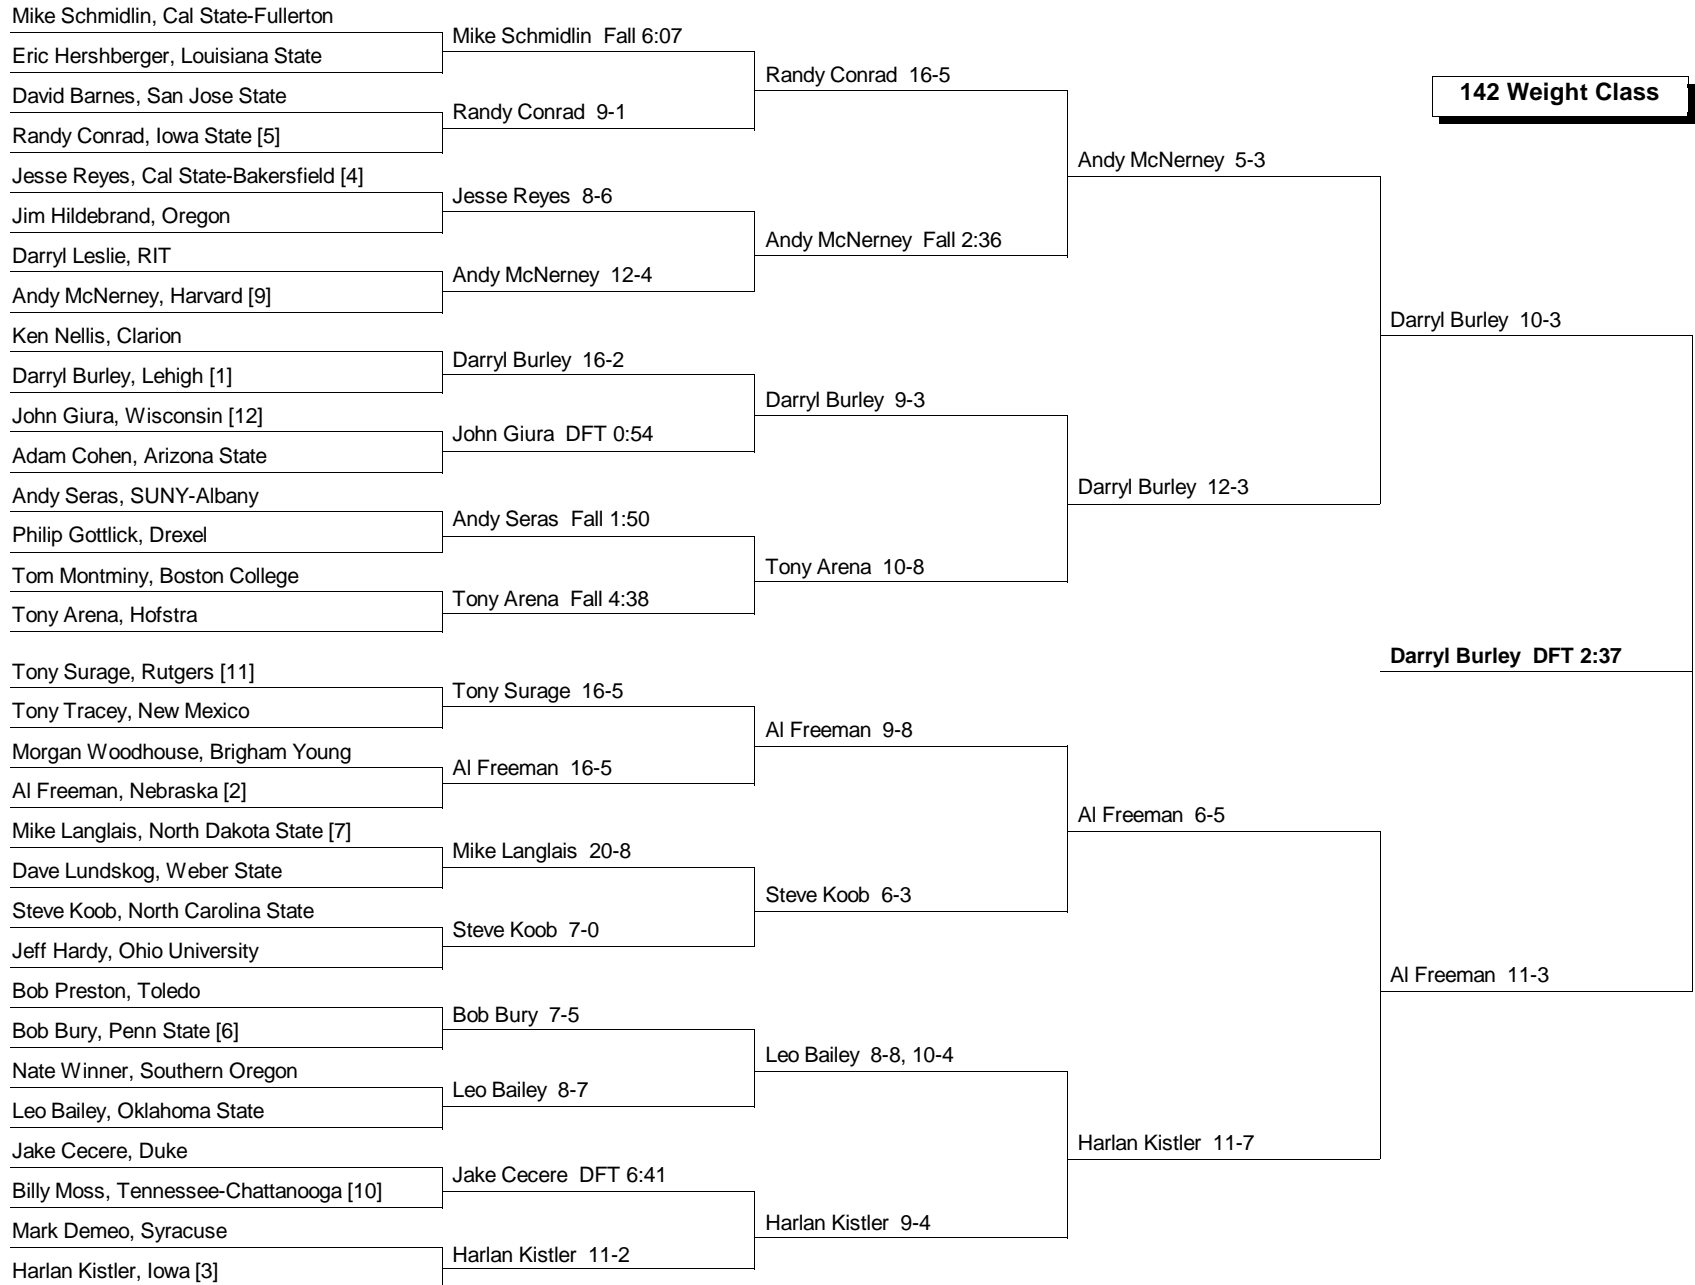 Mike Schmidlin, Cal State-Fullerton
Eric Hershberger, Louisiana State
David Barnes, San Jose State
Randy Conrad, Iowa State [5]
Jesse Reyes, Cal State-Bakersfield [4]
Jim Hildebrand, Oregon
Darryl Leslie, RIT
Andy McNerney, Harvard [9]
Ken Nellis, Clarion
Darryl Burley, Lehigh [1]
John Giura, Wisconsin [12]
Adam Cohen, Arizona State
Andy Seras, SUNY-Albany
Philip Gottlick, Drexel
Tom Montminy, Boston College
Tony Arena, Hofstra
Tony Surage, Rutgers [11]
Tony Tracey, New Mexico
Morgan Woodhouse, Brigham Young
Al Freeman, Nebraska [2]
Mike Langlais, North Dakota State [7]
Dave Lundskog, Weber State
Steve Koob, North Carolina State
Jeff Hardy, Ohio University
Bob Preston, Toledo
Bob Bury, Penn State [6]
Nate Winner, Southern Oregon
Leo Bailey, Oklahoma State
Jake Cecere, Duke
Billy Moss, Tennessee-Chattanooga [10]
Mark Demeo, Syracuse
Harlan Kistler, Iowa [3]
Mike Schmidlin Fall 6:07
Randy Conrad 9-1
Jesse Reyes 8-6
Andy McNerney 12-4
Darryl Burley 16-2
John Giura DFT 0:54
Andy Seras Fall 1:50
Tony Arena Fall 4:38
Tony Surage 16-5
Al Freeman 16-5
Mike Langlais 20-8
Steve Koob 7-0
Bob Bury 7-5
Leo Bailey 8-7
Jake Cecere DFT 6:41
Harlan Kistler 11-2
Randy Conrad 16-5
Andy McNerney Fall 2:36
Darryl Burley 9-3
Tony Arena 10-8
Al Freeman 9-8
Steve Koob 6-3
Leo Bailey 8-8, 10-4
Harlan Kistler 9-4
Andy McNerney 5-3
Darryl Burley 12-3
Al Freeman 6-5
Harlan Kistler 11-7
142 Weight Class
Darryl Burley 10-3
Darryl Burley DFT 2:37
Al Freeman 11-3